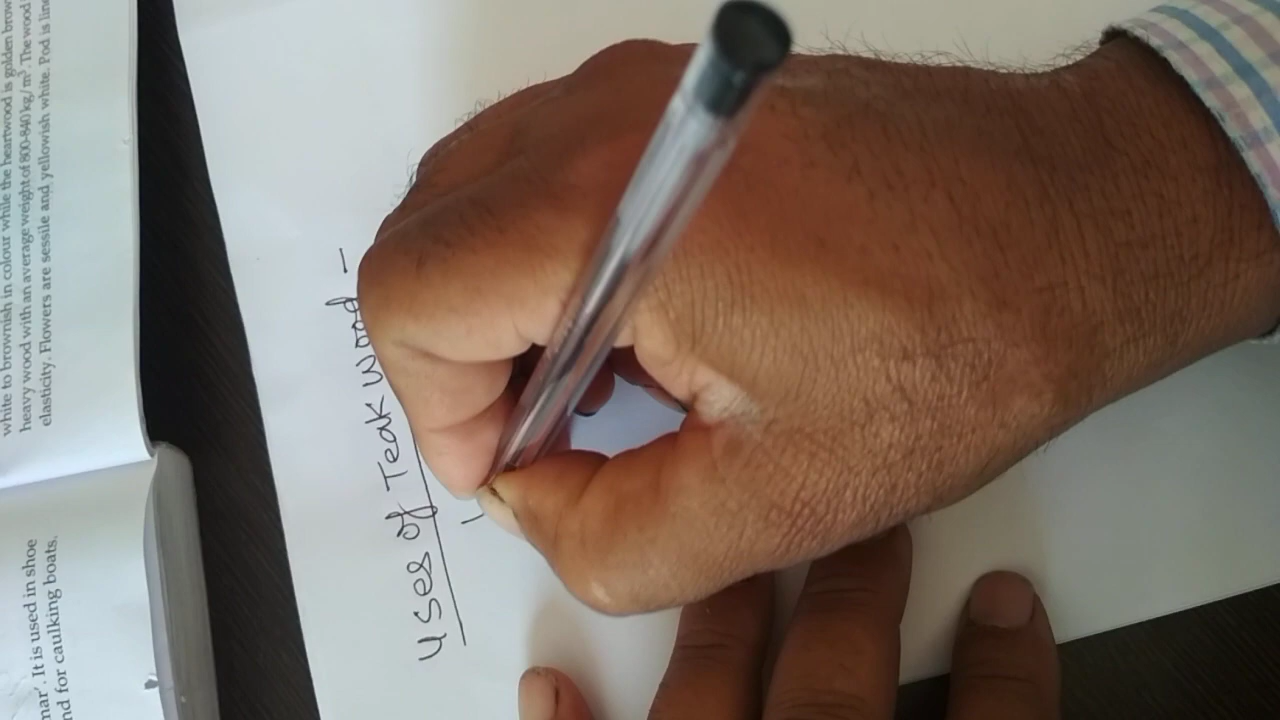 white to brownish in colour while the heartwood is golden brow
heavy wood with an average weight of 800-840 kg/m³. The wood
elasticity. Flowers are sessile and yellowish white. Pod is line
mar'. It is used in shoe
nd for caulking boats.
Uses of Teak Wood -